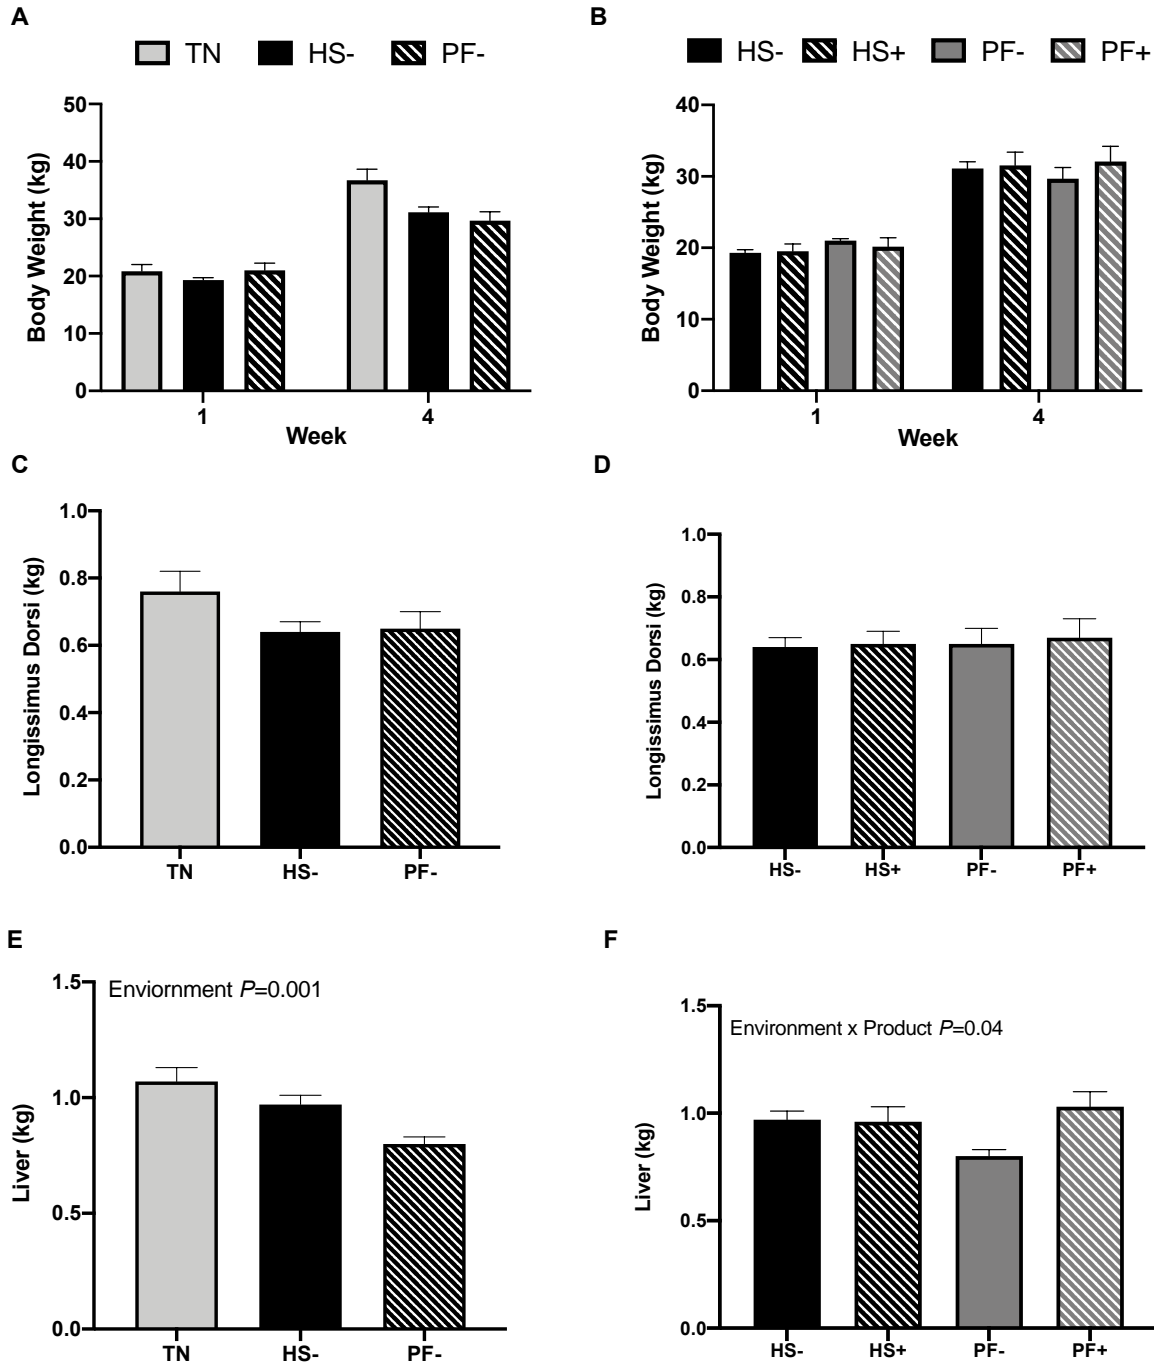 A
TN HS- PF-
50
40
30
20
10
0
Body Weight (kg)
1 4
Week
B
HS- HS+ PF- PF+
40
30
20
10
0
Body Weight (kg)
1 4
Week
C
1.0
0.8
0.6
0.4
0.2
0.0
Longissimus Dorsi (kg)
TN HS- PF-
D
1.0
0.8
0.6
0.4
0.2
0.0
Longissimus Dorsi (kg)
HS- HS+ PF- PF+
E
Enviornment P=0.001
1.5
1.0
0.5
0.0
Liver (kg)
TN HS- PF-
F
Environment x Product P=0.04
1.5
1.0
0.5
0.0
Liver (kg)
HS- HS+ PF- PF+